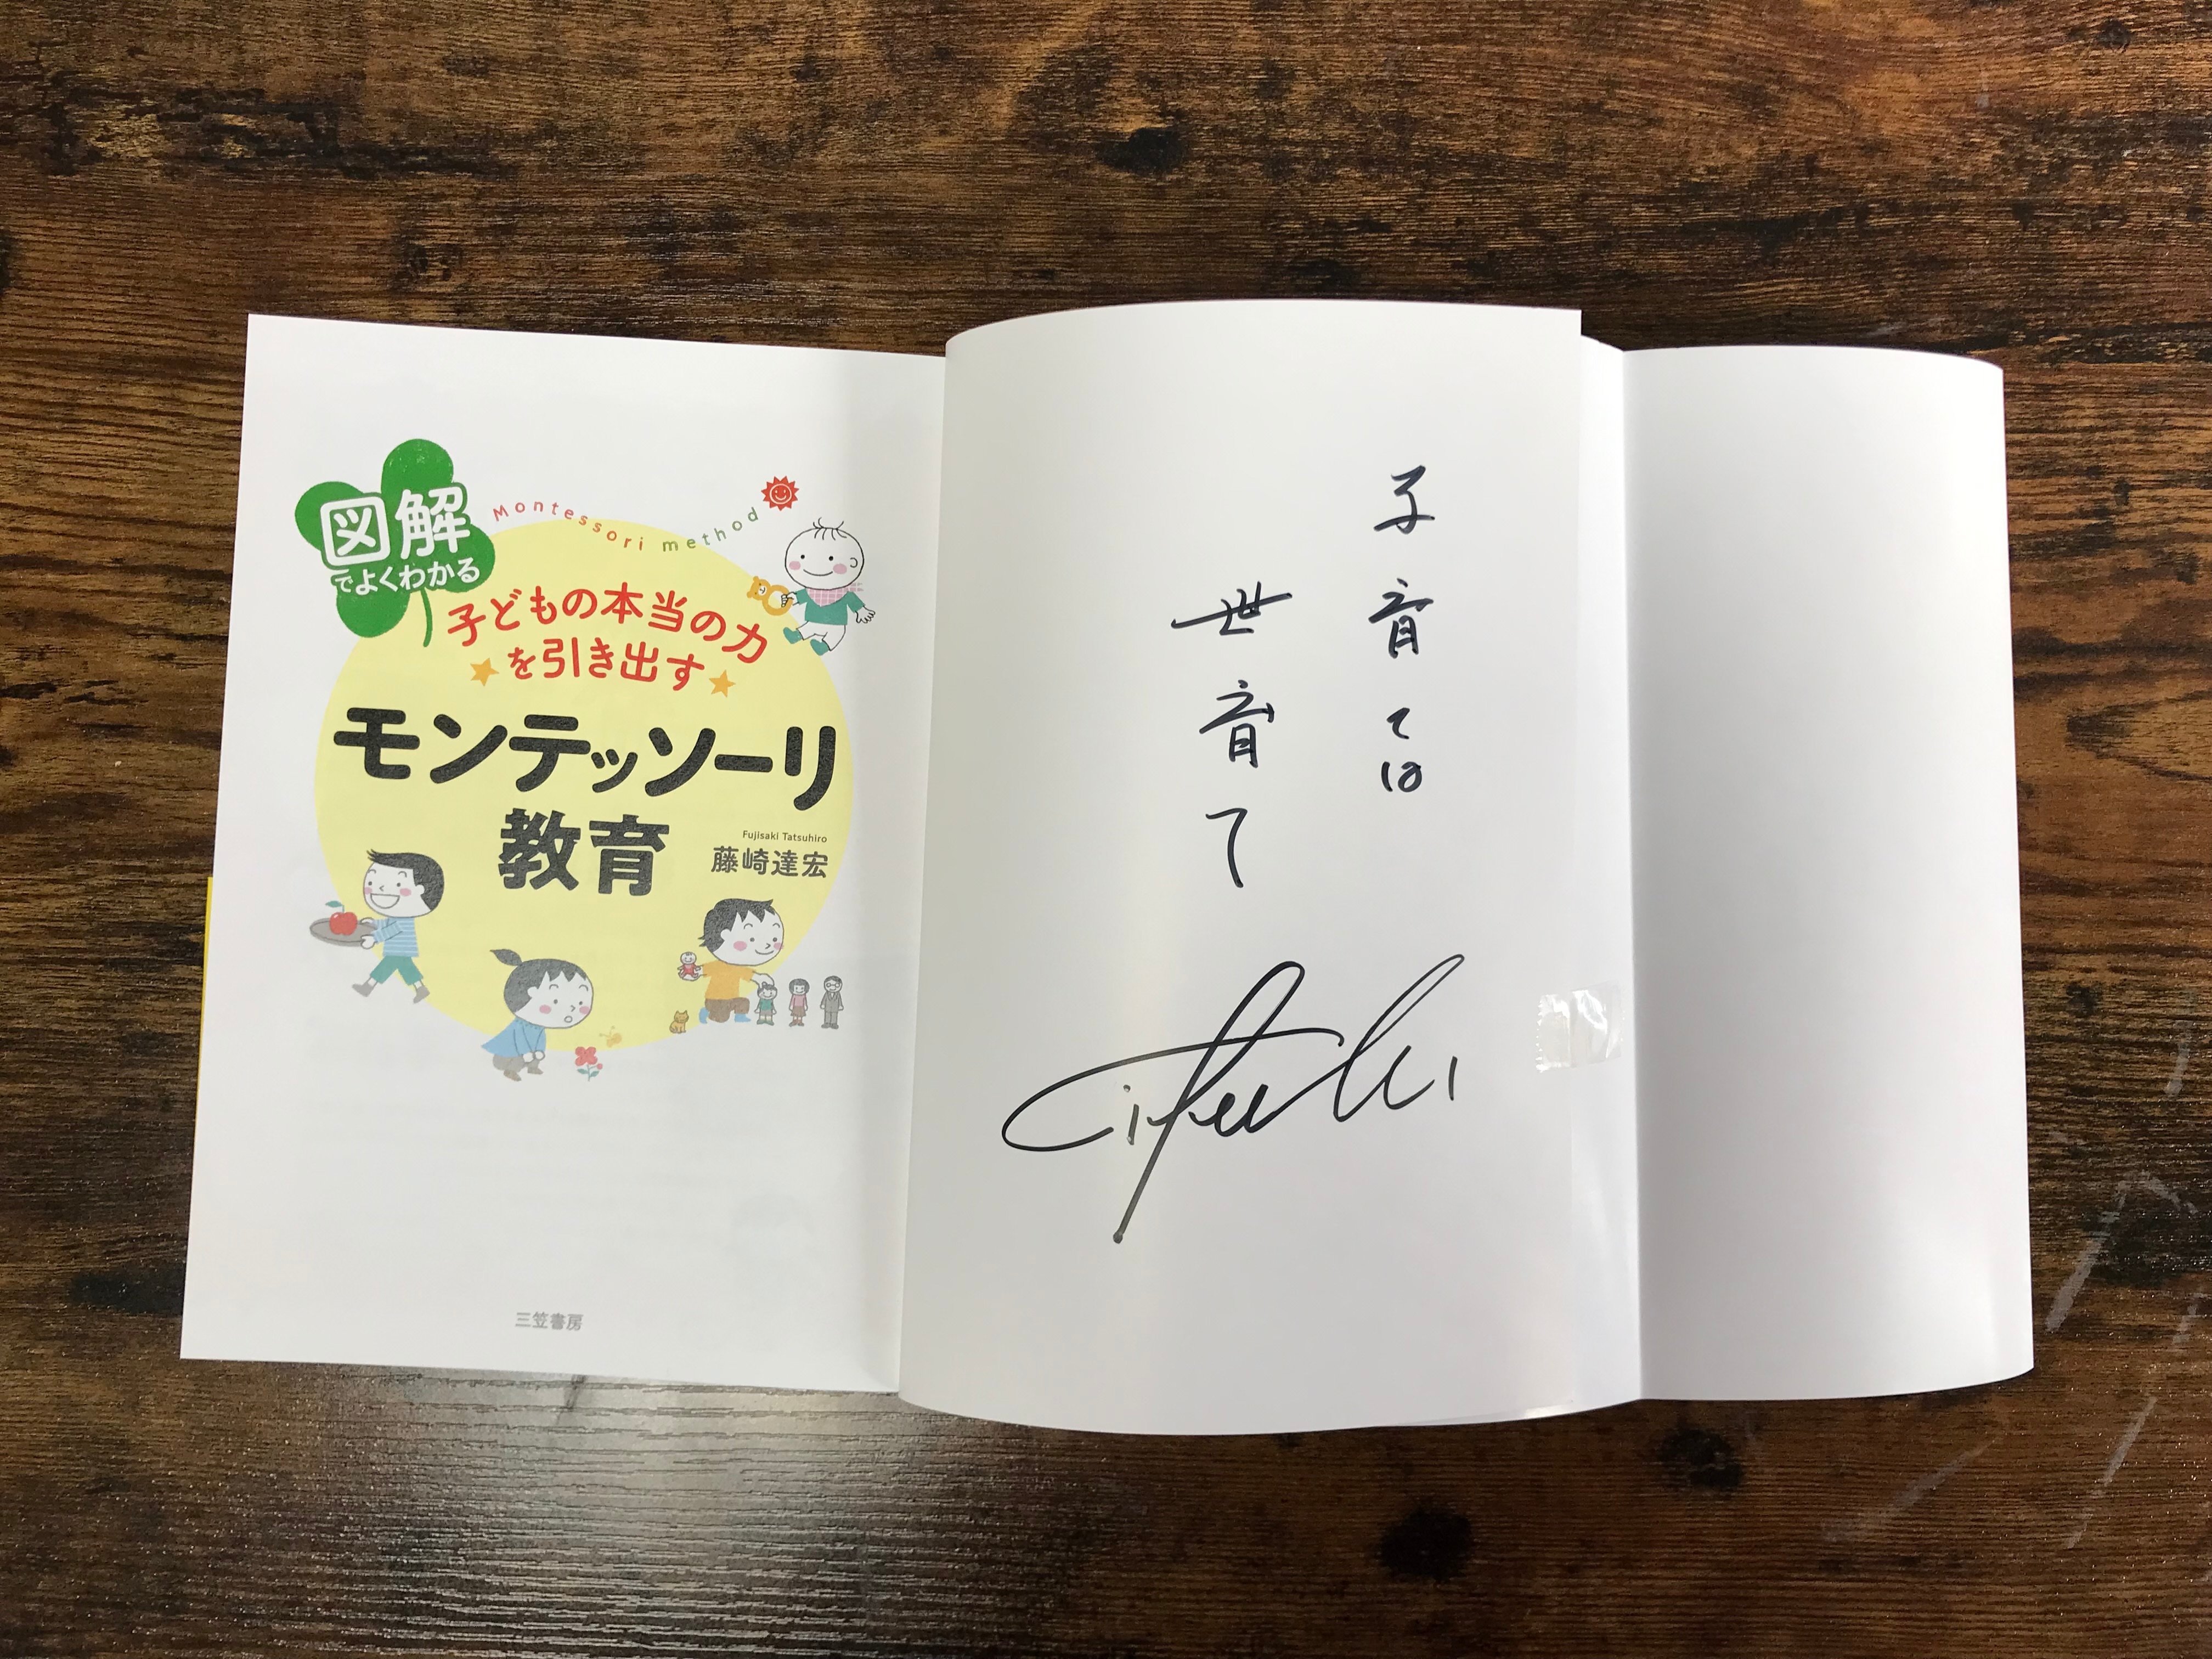 図解
でよくわかる
Montessori method
子どもの本当の力
を引き出す
モンテッソーリ
教育
Fujisaki Tatsuhiro
藤崎達宏
三笠書房
子育ては
世育て